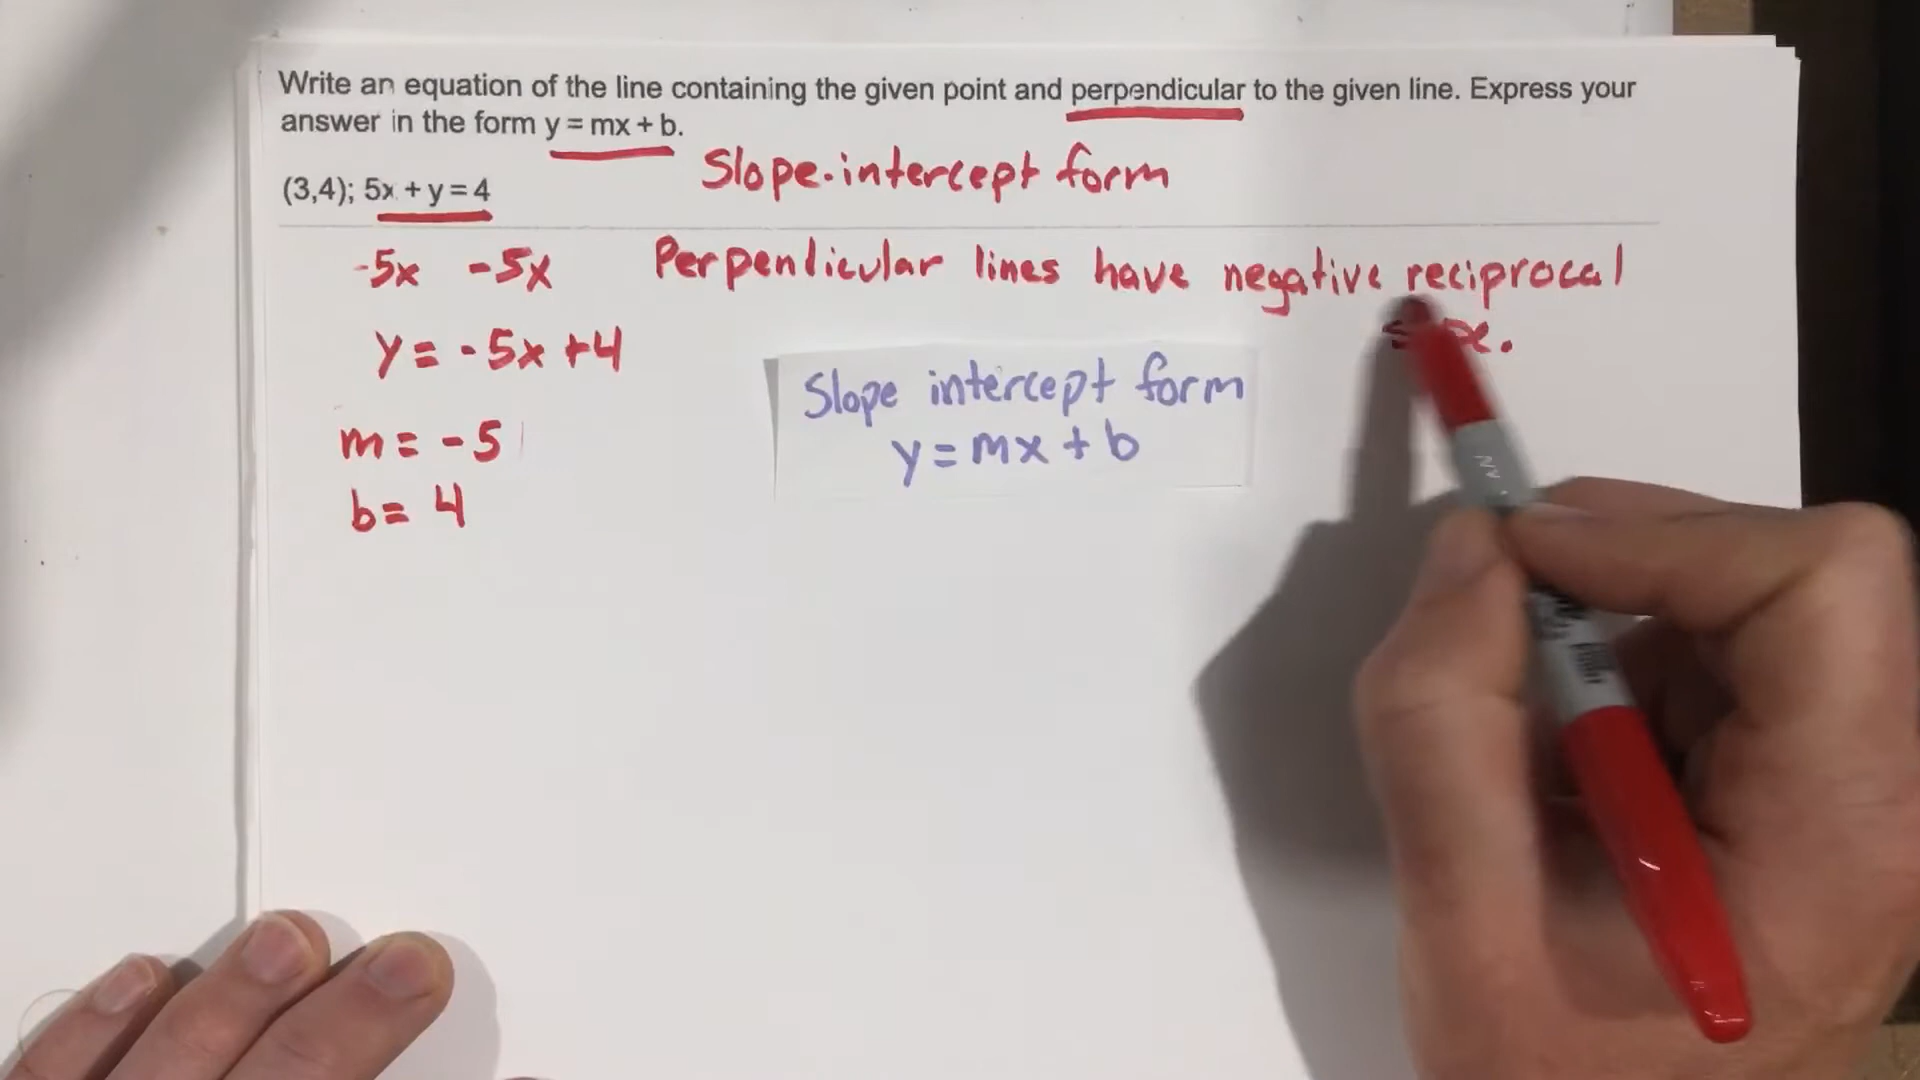 Write an equation of the line containing the given point and perpendicular to the given line. Express your
answer in the form y = mx + b.
Slope-intercept form
(3,4); 5x + y = 4
-5x -5x
Perpendicular lines have negative reciprocal
y = -5x +4
Slope intercept form
y = mx + b
m = -5
b = 4